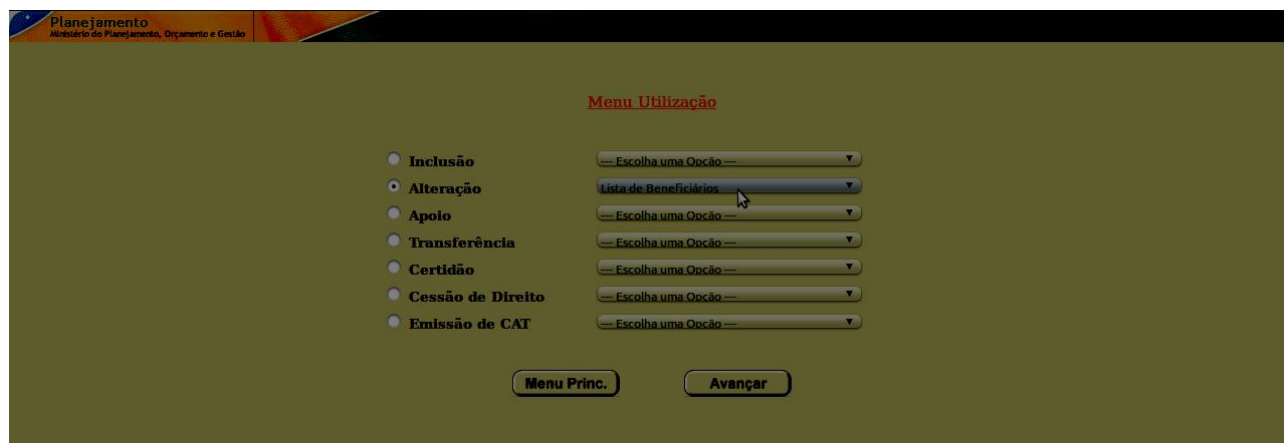 Planejamento
Ministério do Planejamento, Orçamento e Gestão
Menu Utilização
Inclusão --- Escolha uma Opção ---
Alteração Lista de Beneficiários
Apoio --- Escolha uma Opção ---
Transferência --- Escolha uma Opção ---
Certidão --- Escolha uma Opção ---
Cessão de Direito --- Escolha uma Opção ---
Emissão de CAT --- Escolha uma Opção ---
Menu Princ. Avançar